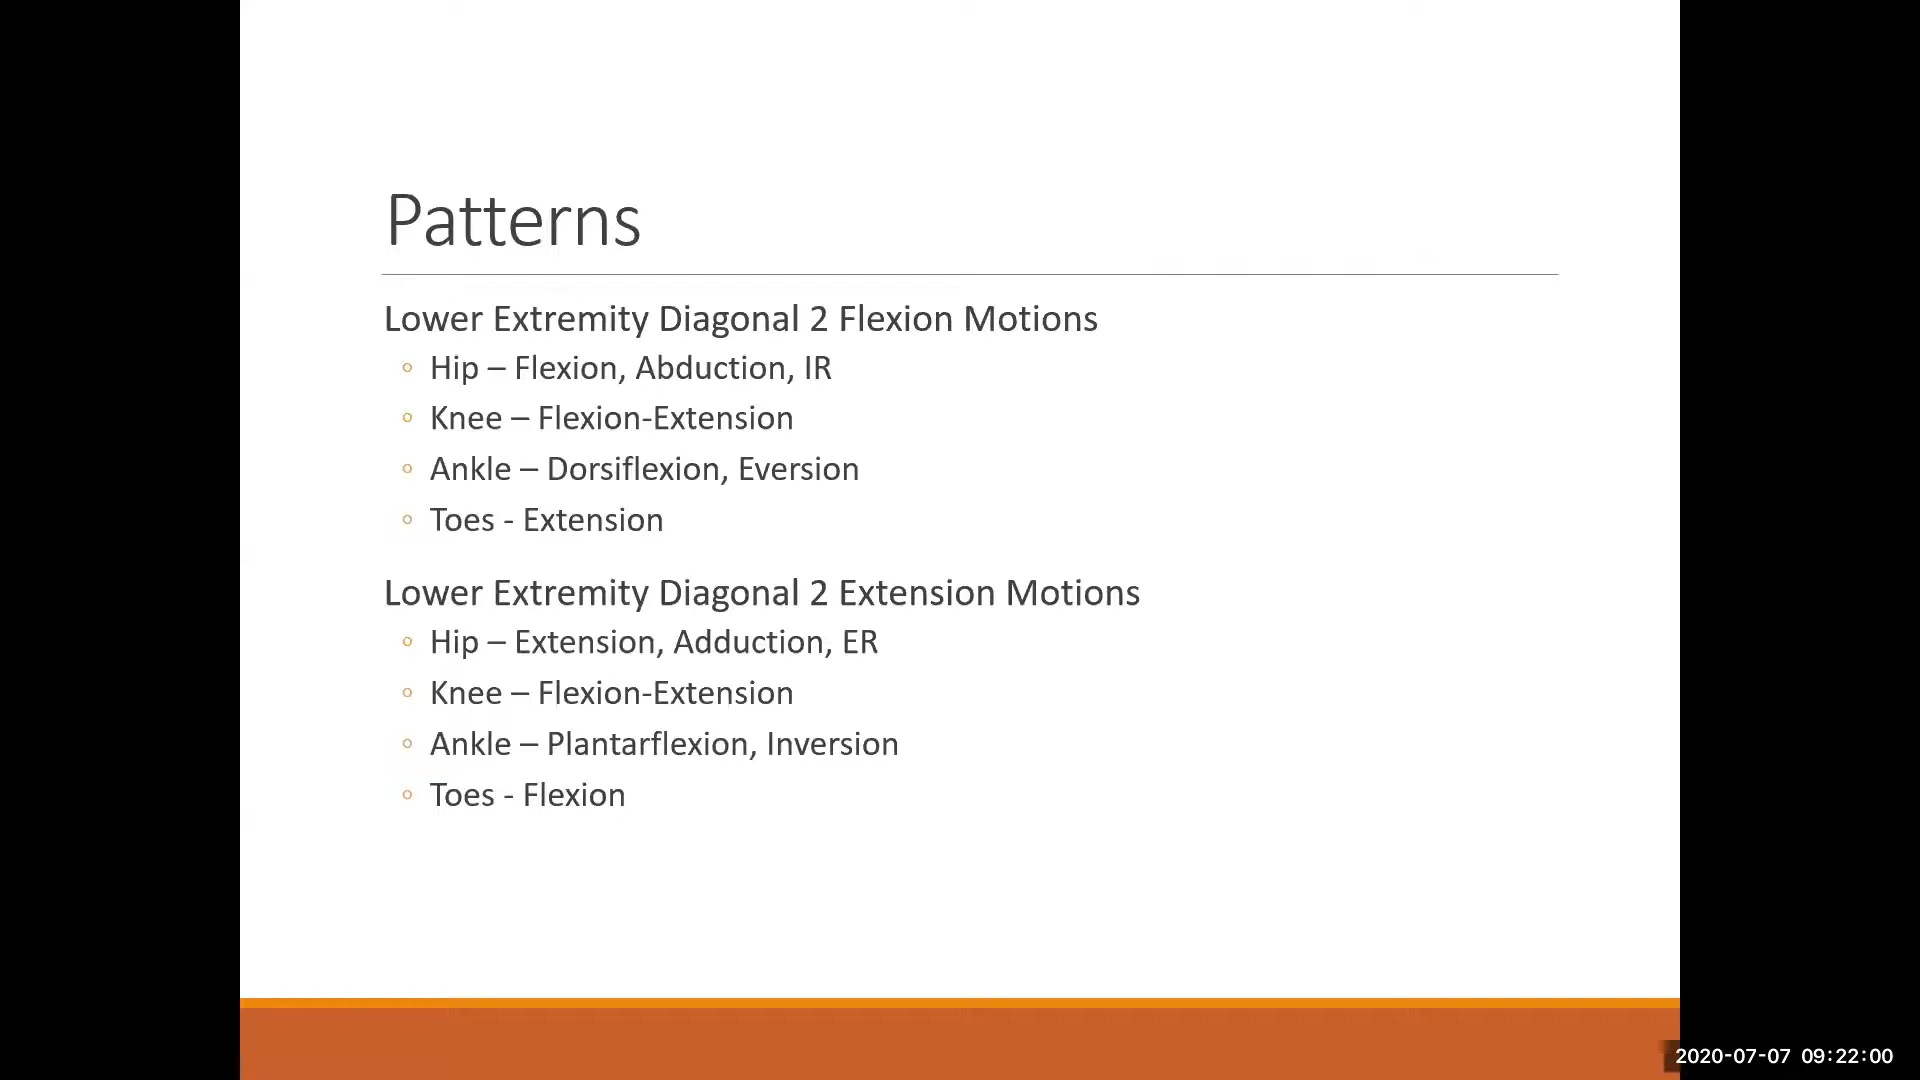 Patterns
Lower Extremity Diagonal 2 Flexion Motions
◦ Hip – Flexion, Abduction, IR
◦ Knee – Flexion-Extension
◦ Ankle – Dorsiflexion, Eversion
◦ Toes - Extension
Lower Extremity Diagonal 2 Extension Motions
◦ Hip – Extension, Adduction, ER
◦ Knee – Flexion-Extension
◦ Ankle – Plantarflexion, Inversion
◦ Toes - Flexion
2020-07-07 09:22:00